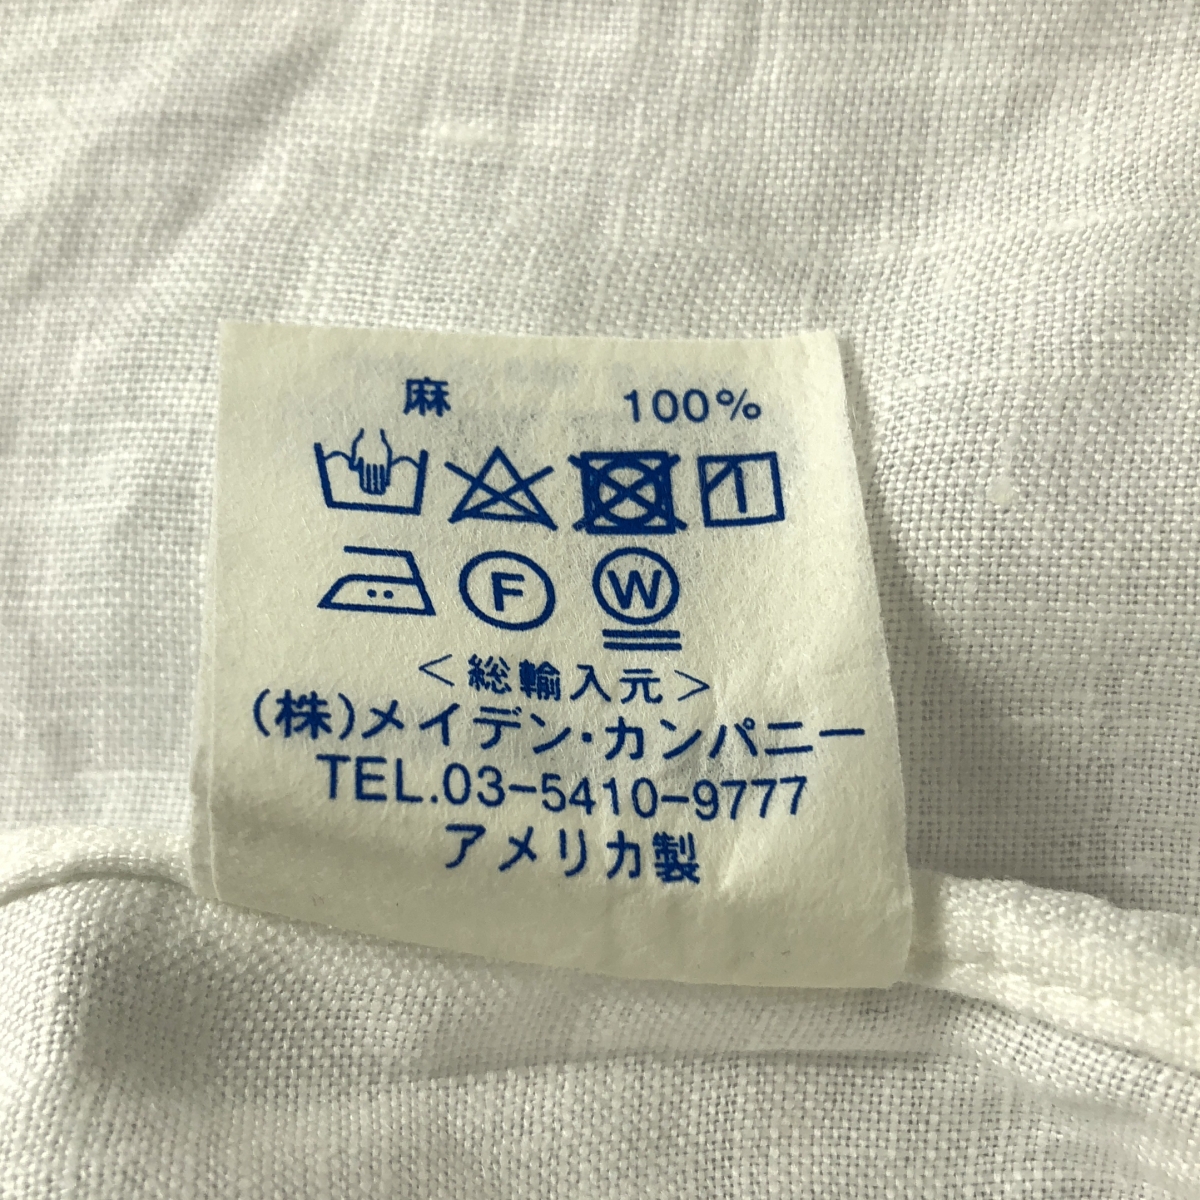 麻 100%
F W
<総輸入元>
(株)メイデン・カンパニー
TEL.03-5410-9777
アメリカ製